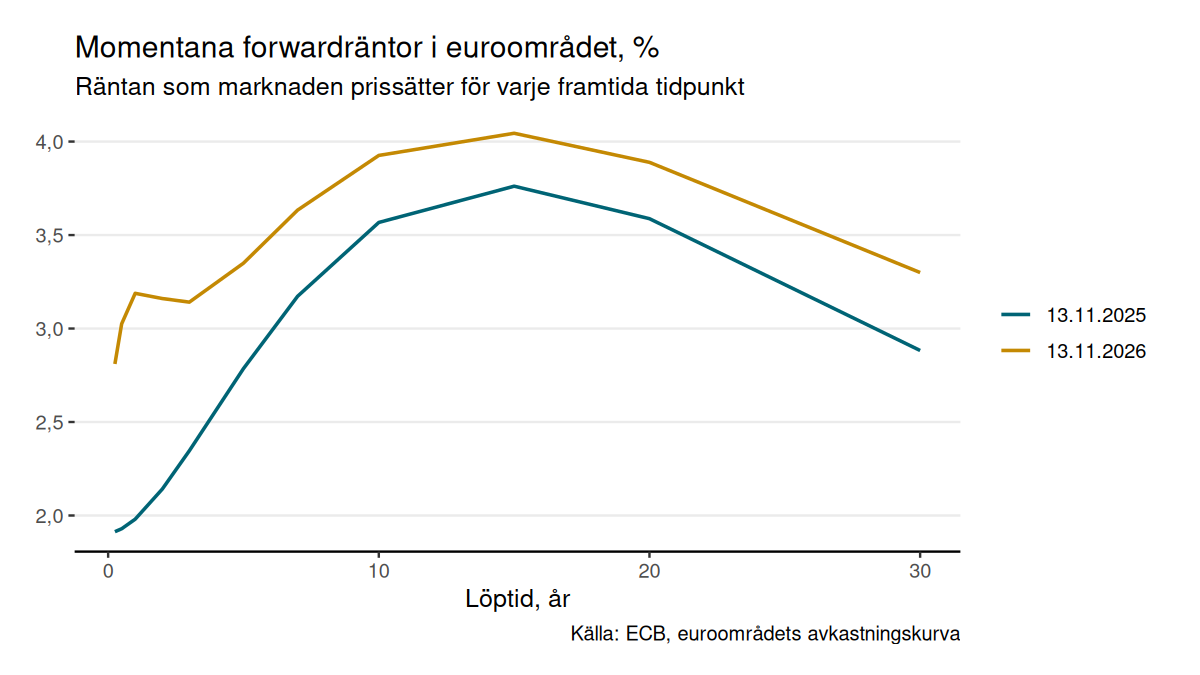 Momentana forwardräntor i euroområdet, %
Räntan som marknaden prissätter för varje framtida tidpunkt
4,0
3,5
3,0
2,5
2,0
0 10 20 30
Löptid, år
13.11.2025
13.11.2026
Källa: ECB, euroområdets avkastningskurva